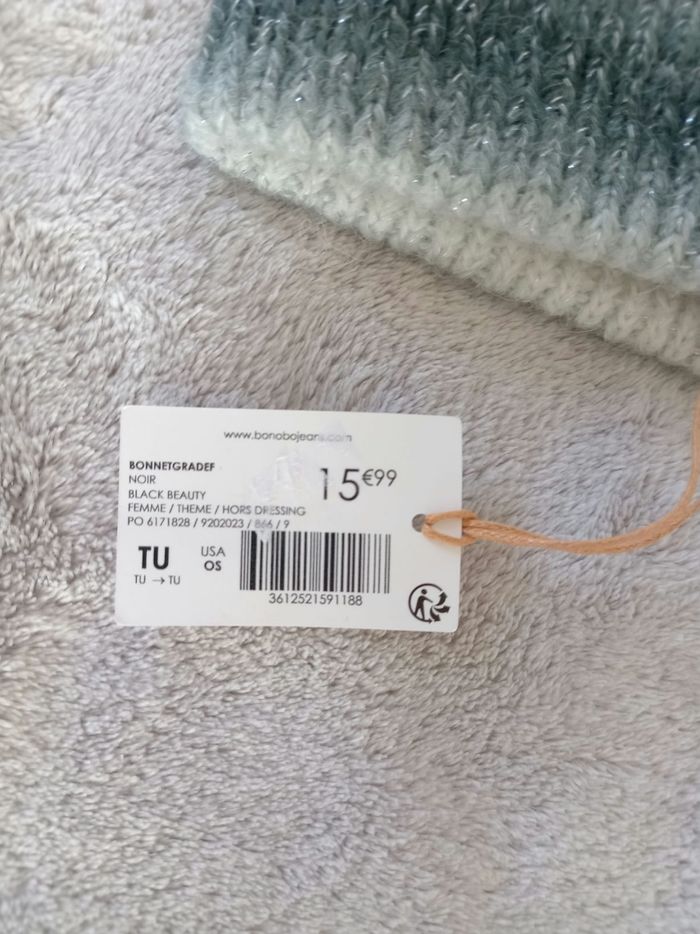 www.bonobojeans.com
15€99
BONNETGRADEF
NOIR
BLACK BEAUTY
FEMME / THEME / HORS DRESSING
PO 6171828 / 9202023 / 866 / 9
TU
USA
OS
TU → TU
3612521591188